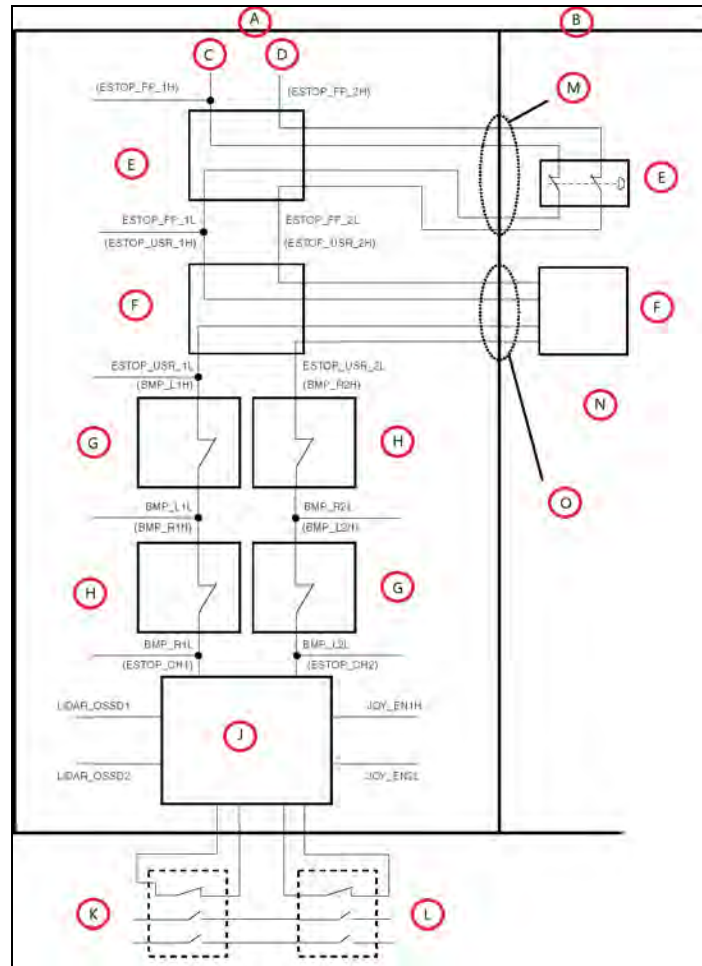 A
B
C
D
(ESTOP_FP_1H)
(ESTOP_FP_2H)
M
E
E
ESTOP_FP_1L
(ESTOP_USR_1H)
ESTOP_FP_2L
(ESTOP_USR_2H)
F
F
ESTOP_USR_1L
(BMP_L1H)
ESTOP_USR_2L
(BMP_R2H)
N
G
H
O
BMP_L1L
(BMP_R1H)
BMP_R2L
(BMP_L2H)
H
G
BMP_R1L
(ESTOP_CH1)
BMP_L2L
(ESTOP_CH2)
LIDAR_OSSD1
JOY_EN1H
J
LIDAR_OSSD2
JOY_EN2L
K
L